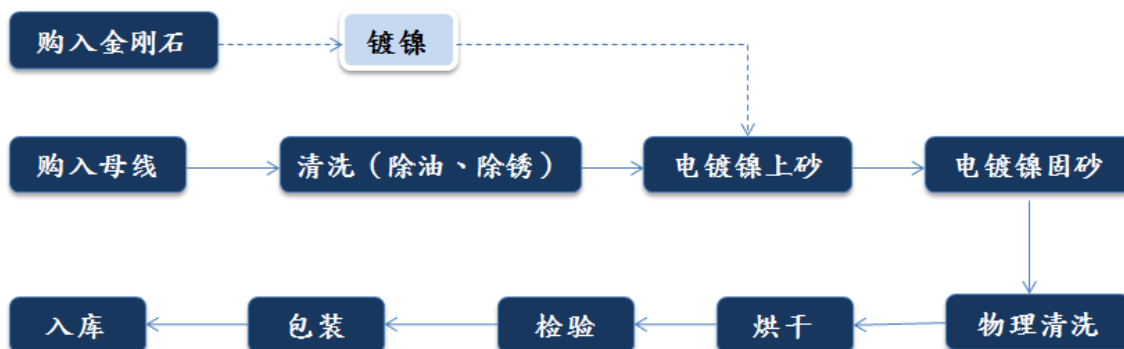 购入金刚石
镀镍
购入母线
清洗（除油、除锈）
电镀镍上砂
电镀镍固砂
入库
包装
检验
烘干
物理清洗